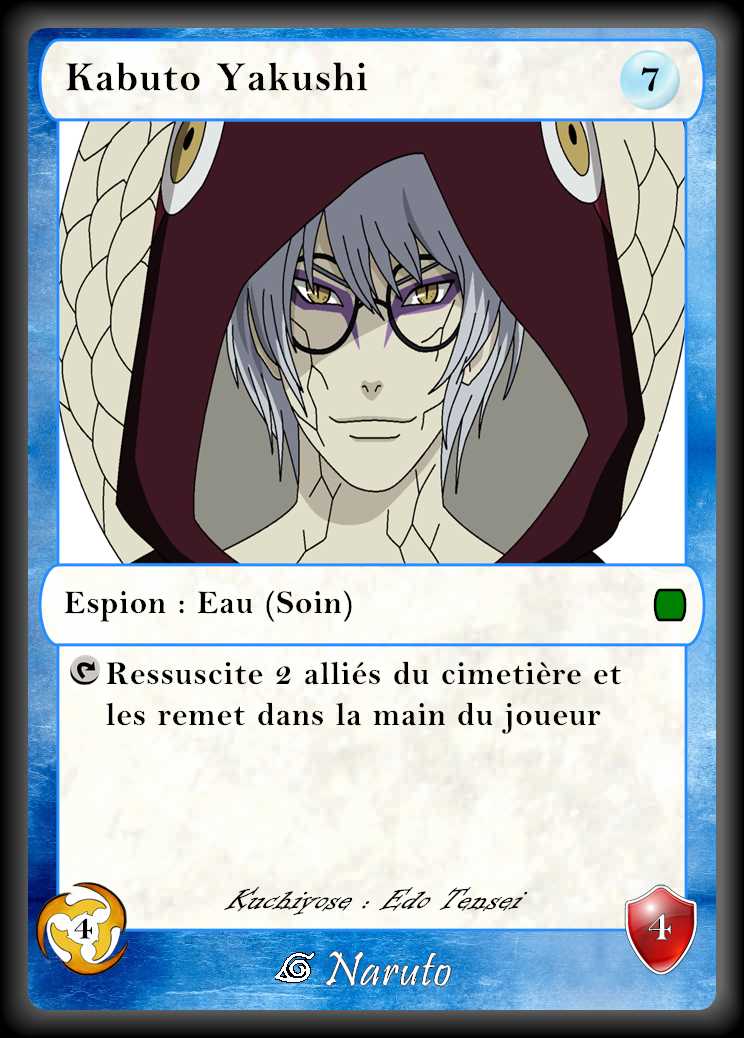 Kabuto Yakushi
7
Espion : Eau (Soin)
Ressuscite 2 alliés du cimetière et
les remet dans la main du joueur
Kuchiyose : Edo Tensei
4
4
Naruto